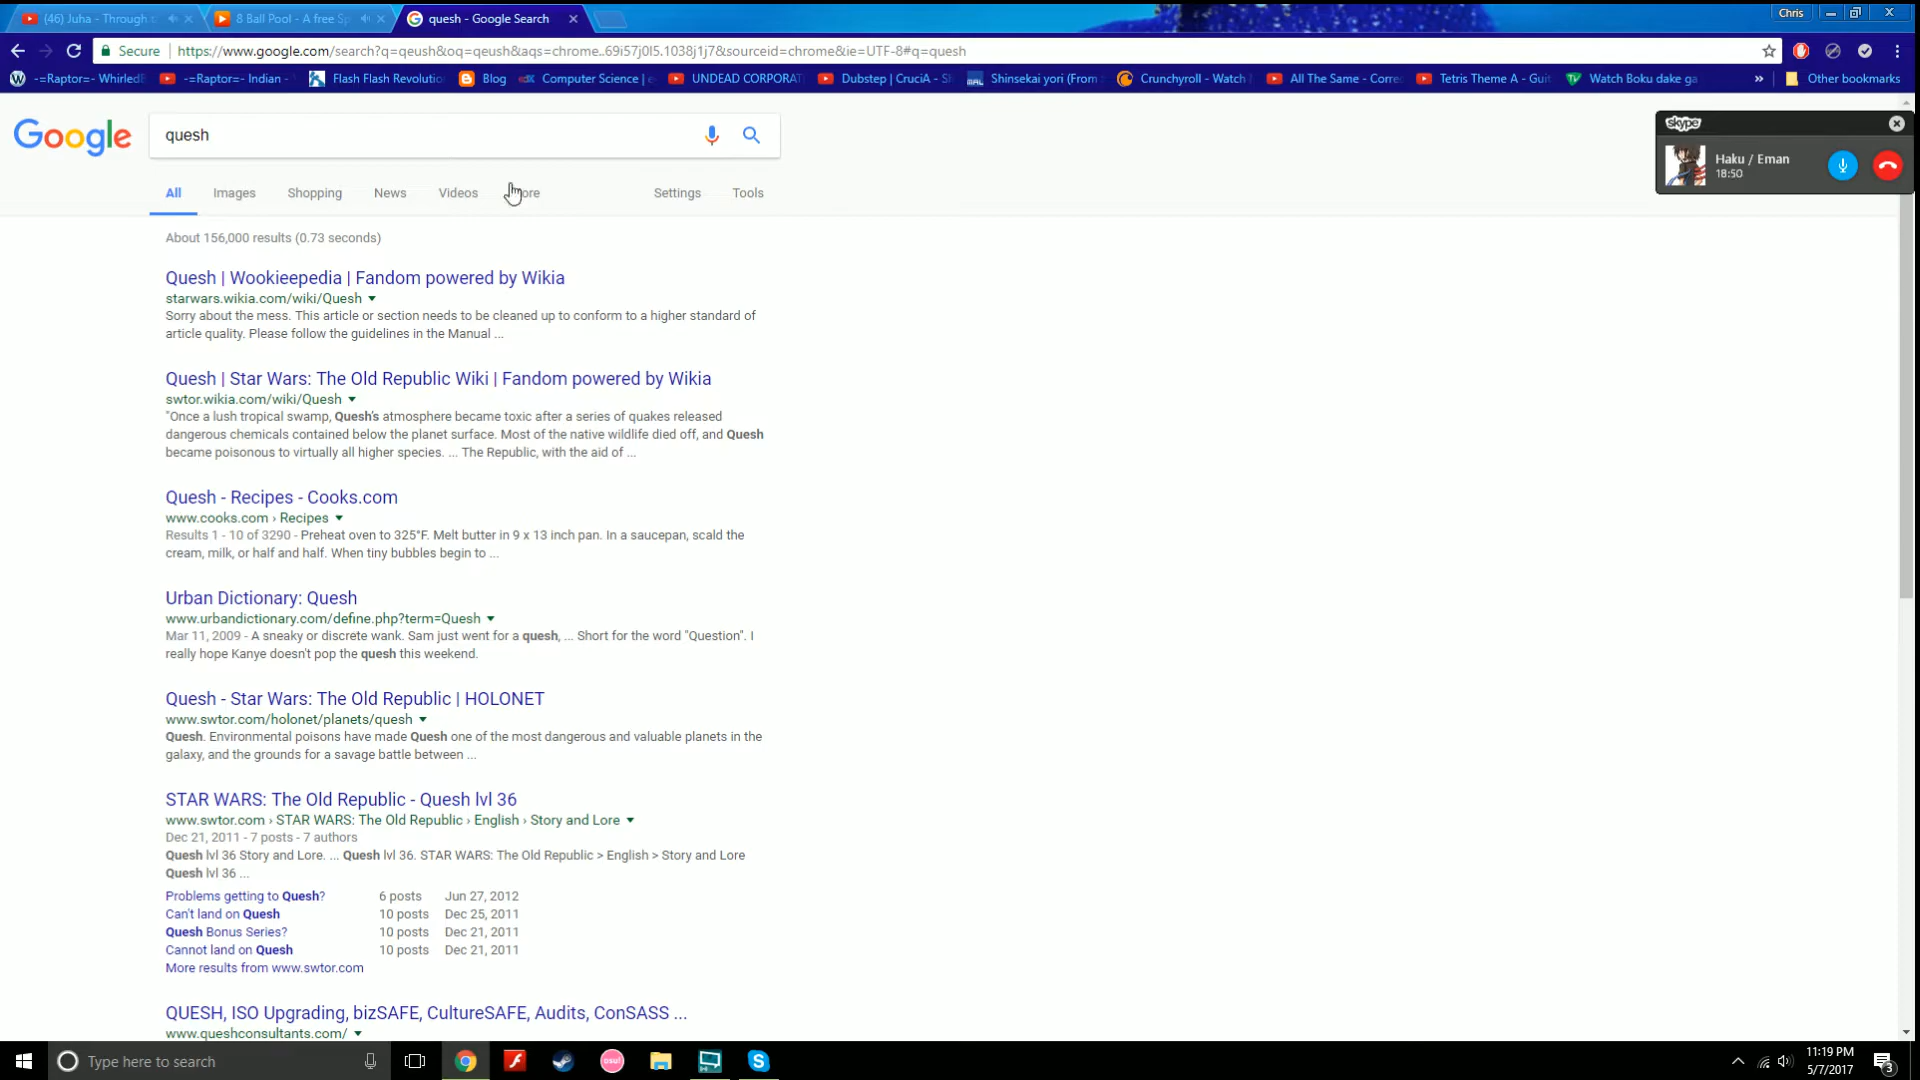 (46) Juha - Through
8 Ball Pool - A free Sp
quesh - Google Search
Chris
Secure https://www.google.com/search?q=qeush&oq=qeush&aqs=chrome..69i57j0l5.1038j1j7&sourceid=chrome&ie=UTF-8#q=quesh
-=Raptor=- WhirledB
-=Raptor=- Indian -
Flash Flash Revolutio
Blog
Computer Science | e
UNDEAD CORPORAT
Dubstep | CruciA - S
Shinsekai yori (From
Crunchyroll - Watch
All The Same - Corre
Tetris Theme A - Guit
Watch Boku dake ga
»
Other bookmarks
Google
quesh
All Images Shopping News Videos ore Settings Tools
skype
Haku / Eman
18:50
About 156,000 results (0.73 seconds)
Quesh | Wookieepedia | Fandom powered by Wikia
starwars.wikia.com/wiki/Quesh
Sorry about the mess. This article or section needs to be cleaned up to conform to a higher standard of
article quality. Please follow the guidelines in the Manual ...
Quesh | Star Wars: The Old Republic Wiki | Fandom powered by Wikia
swtor.wikia.com/wiki/Quesh
"Once a lush tropical swamp, Quesh's atmosphere became toxic after a series of quakes released
dangerous chemicals contained below the planet surface. Most of the native wildlife died off, and Quesh
became poisonous to virtually all higher species. ... The Republic, with the aid of ...
Quesh - Recipes - Cooks.com
www.cooks.com › Recipes
Results 1 - 10 of 3290 - Preheat oven to 325°F. Melt butter in 9 x 13 inch pan. In a saucepan, scald the
cream, milk, or half and half. When tiny bubbles begin to ...
Urban Dictionary: Quesh
www.urbandictionary.com/define.php?term=Quesh
Mar 11, 2009 - A sneaky or discrete wank. Sam just went for a quesh, ... Short for the word "Question". I
really hope Kanye doesn't pop the quesh this weekend.
Quesh - Star Wars: The Old Republic | HOLONET
www.swtor.com/holonet/planets/quesh
Quesh. Environmental poisons have made Quesh one of the most dangerous and valuable planets in the
galaxy, and the grounds for a savage battle between ...
STAR WARS: The Old Republic - Quesh lvl 36
www.swtor.com › STAR WARS: The Old Republic › English › Story and Lore
Dec 21, 2011 - 7 posts - 7 authors
Quesh lvl 36 Story and Lore. ... Quesh lvl 36. STAR WARS: The Old Republic > English > Story and Lore
Quesh lvl 36 ...
Problems getting to Quesh? 6 posts Jun 27, 2012
Can't land on Quesh 10 posts Dec 25, 2011
Quesh Bonus Series? 10 posts Dec 21, 2011
Cannot land on Quesh 10 posts Dec 21, 2011
More results from www.swtor.com
QUESH, ISO Upgrading, bizSAFE, CultureSAFE, Audits, ConSASS ...
www.queshconsultants.com/
Type here to search
osu!
11:19 PM
5/7/2017
3